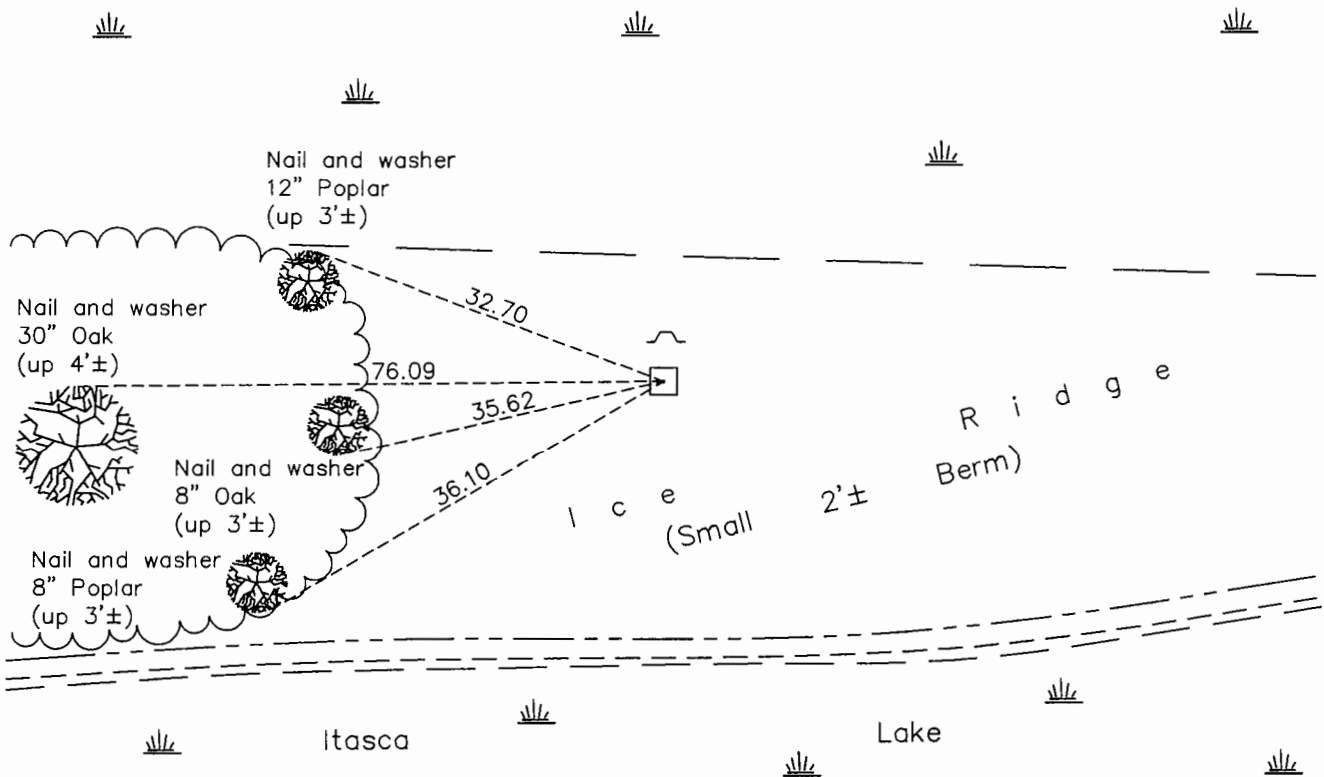 Nail and washer
12" Poplar
(up 3'±)
32.70
Nail and washer
30" Oak
(up 4'±)
76.09
35.62
Nail and washer
8" Oak
(up 3'±)
36.10
Nail and washer
8" Poplar
(up 3'±)
Ice Ridge
(Small 2'± Berm)
Itasca Lake